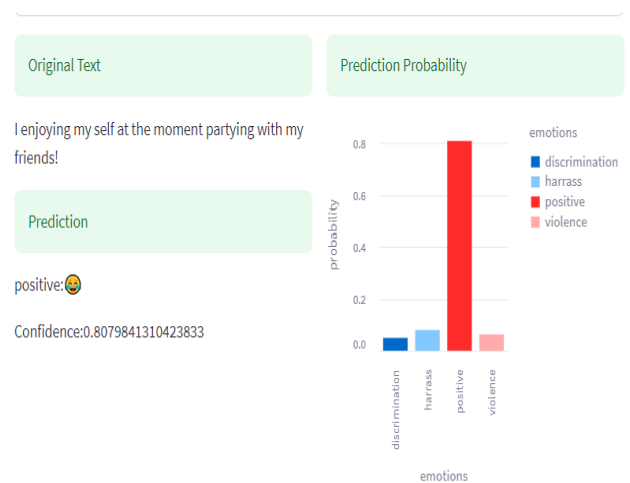 Original Text
I enjoying my self at the moment partying with my
friends!
Prediction
positive:😂
Confidence:0.8079841310423833
Prediction Probability
probability
0.8
0.6
0.4
0.2
0.0
discrimination
harrass
positive
violence
emotions
emotions
discrimination
harrass
positive
violence